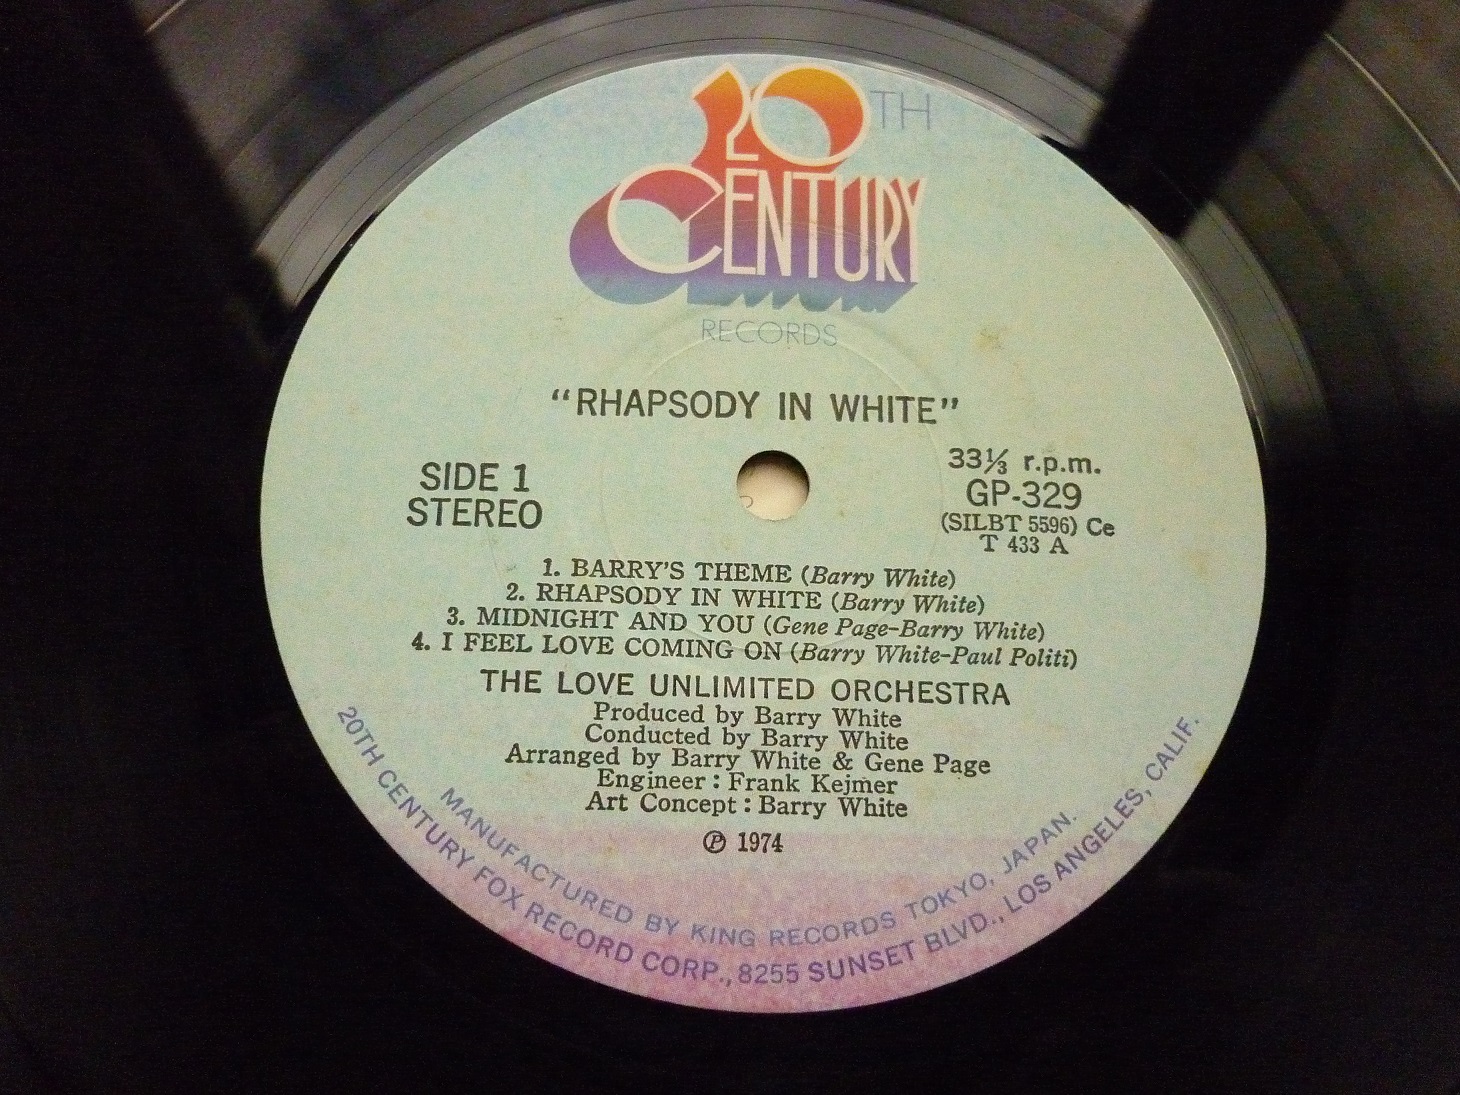 20TH
CENTURY
RECORDS
“RHAPSODY IN WHITE”
SIDE 1
STEREO
33⅓ r.p.m.
GP-329
(SILBT 5596) Ce
T 433 A
1. BARRY'S THEME (Barry White)
2. RHAPSODY IN WHITE (Barry White)
3. MIDNIGHT AND YOU (Gene Page-Barry White)
4. I FEEL LOVE COMING ON (Barry White-Paul Politi)
THE LOVE UNLIMITED ORCHESTRA
Produced by Barry White
Conducted by Barry White
Arranged by Barry White & Gene Page
Engineer : Frank Kejmer
Art Concept : Barry White
℗ 1974
MANUFACTURED BY KING RECORDS TOKYO, JAPAN.
20TH CENTURY FOX RECORD CORP., 8255 SUNSET BLVD., LOS ANGELES, CALIF.